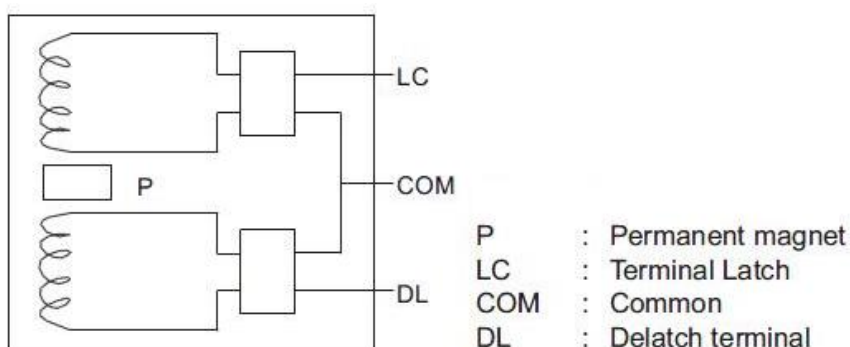 LC
P
COM
DL
P : Permanent magnet
LC : Terminal Latch
COM : Common
DL : Delatch terminal